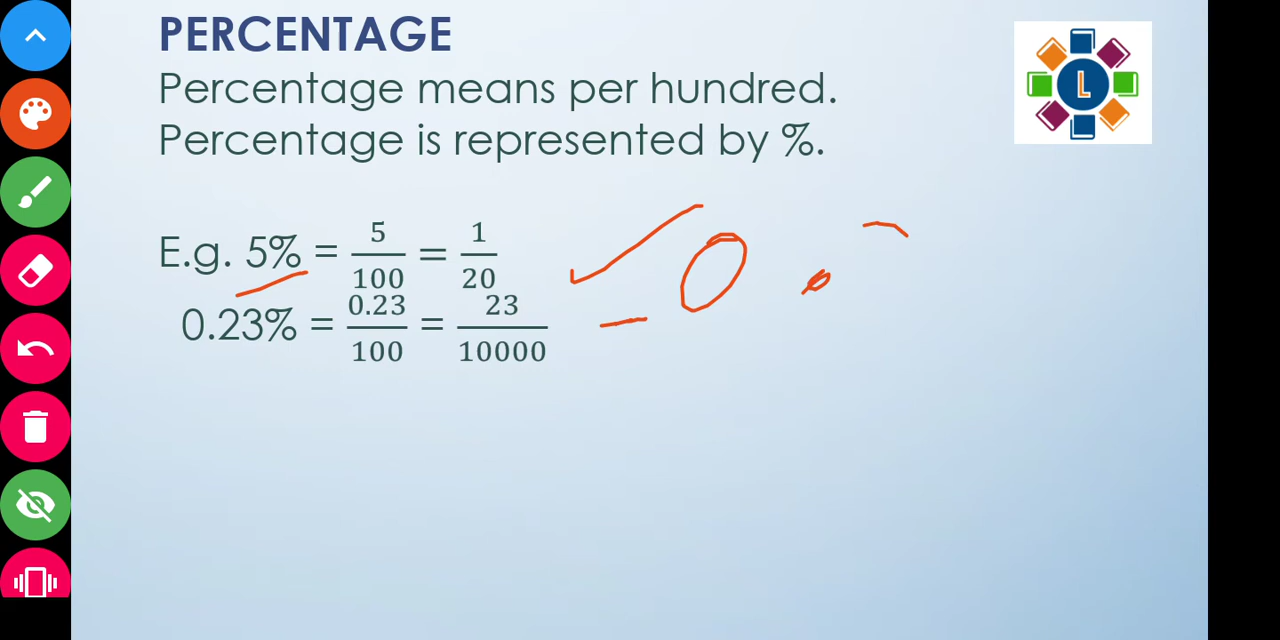 PERCENTAGE
Percentage means per hundred.
Percentage is represented by %.
E.g. 5% = 5/100 = 1/20
0.23% = 0.23/100 = 23/10000
0.
L